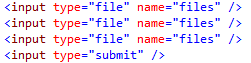 <input type="file" name="files" />
<input type="file" name="files" />
<input type="file" name="files" />
<input type="submit" />